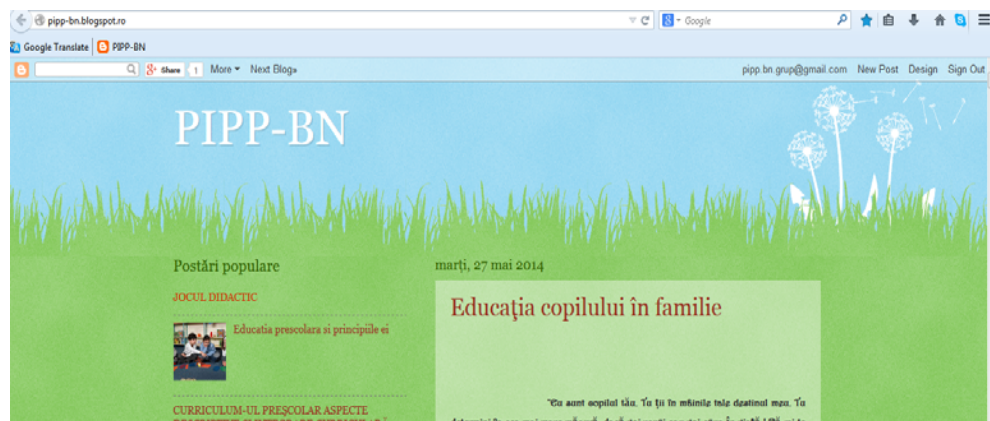 pipp-bn.blogspot.ro
Google
Google Translate PIPP-BN
Share 1 More Next Blog»
pipp.bn.grup@gmail.com New Post Design Sign Out
PIPP-BN
Postări populare
JOCUL DIDACTIC
Educatia prescolara si principiile ei
CURRICULUM-UL PREŞCOLAR ASPECTE
marți, 27 mai 2014
Educaţia copilului în familie
"Eu sunt copilul tău. Tu ţii în mâinile tale destinul meu. Tu